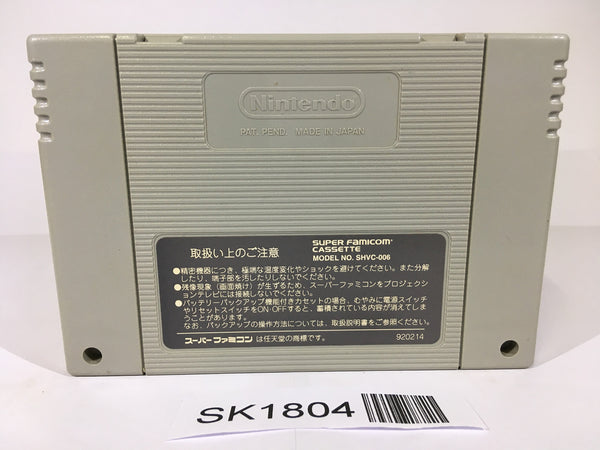 Nintendo
PAT. PEND. MADE IN JAPAN
取扱い上のご注意
SUPER FAMICOM
CASSETTE
MODEL NO. SHVC-006
●精密機器につき、極端な温度変化やショックを避けてください。また分解
したり、端子部を汚したりしないでください。
●残像現象（画面焼け）が生ずるため、スーパーファミコンをプロジェクシ
ョンテレビには接続しないでください。
●バッテリーバックアップ機能付きカセットの場合、むやみに電源スイッチ
やリセットスイッチをON・OFFすると、蓄積されている内容が消えてしま
うことがあります。
なお、バックアップの操作方法については、取扱説明書をご参照ください。
スーパーファミコン は任天堂の商標です。
920214
SK1804